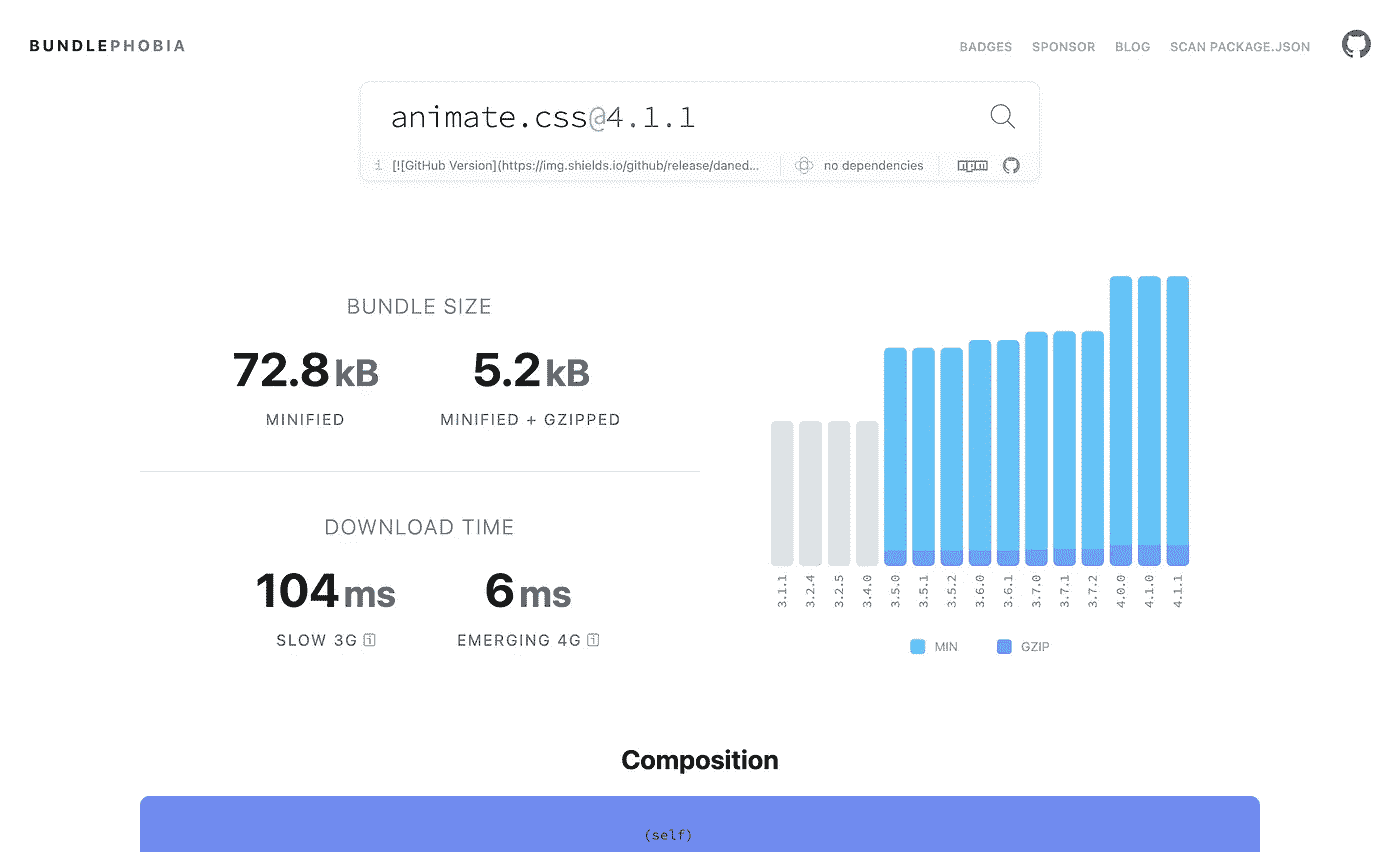 BUNDLEPHOBIA
BADGES SPONSOR BLOG SCAN PACKAGE.JSON
animate.css@4.1.1
i [![GitHub Version](https://img.shields.io/github/release/daned...
no dependencies
npm
BUNDLE SIZE
72.8 kB 5.2 kB
MINIFIED MINIFIED + GZIPPED
DOWNLOAD TIME
104 ms 6 ms
SLOW 3G i EMERGING 4G i
3.1.1 3.2.4 3.2.5 3.4.0 3.5.0 3.5.1 3.5.2 3.6.0 3.6.1 3.7.0 3.7.1 3.7.2 4.0.0 4.1.0 4.1.1
MIN GZIP
Composition
(self)